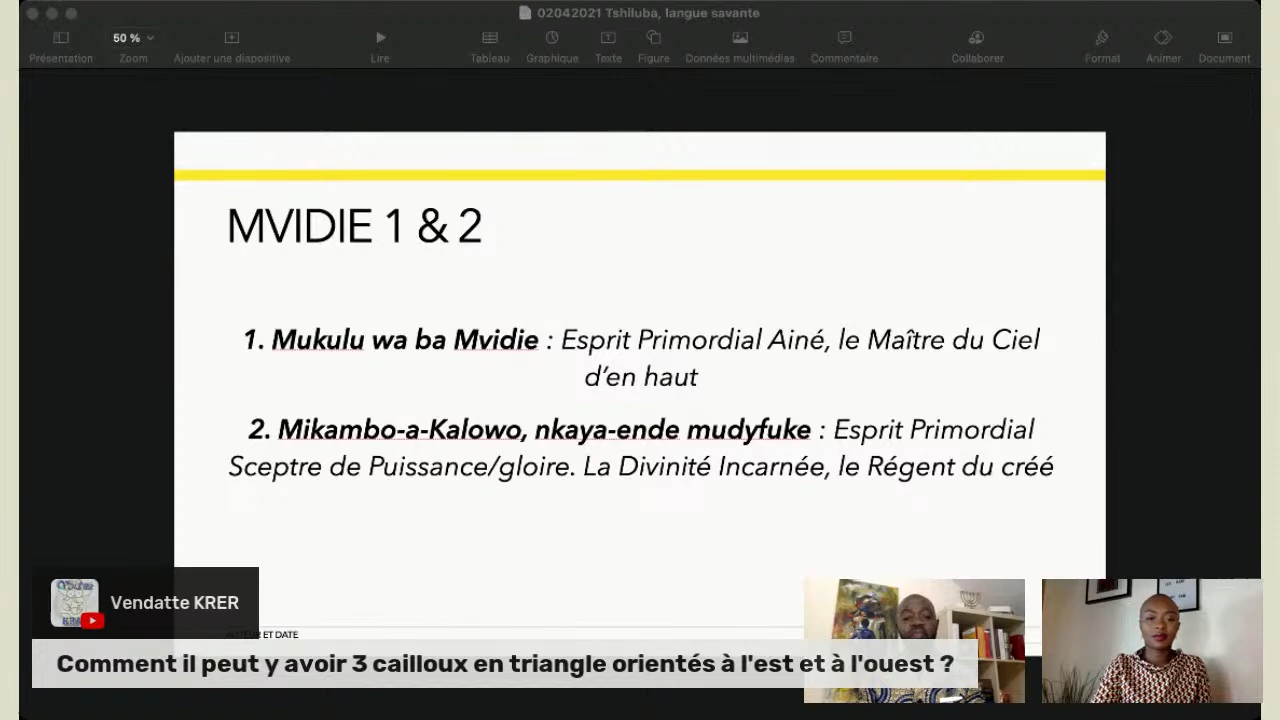 02042021 Tshiluba, langue savante
50 %
Présentation Zoom Ajouter une diapositive Lire Tableau Graphique Texte Figure Données multimédias Commentaire Collaborer Format Animer Document
MVIDIE 1 & 2
1. Mukulu wa ba Mvidie : Esprit Primordial Ainé, le Maître du Ciel
d’en haut
2. Mikambo-a-Kalowo, nkaya-ende mudyfuke : Esprit Primordial
Sceptre de Puissance/gloire. La Divinité Incarnée, le Régent du créé
Vendatte KRER
ET DATE
Comment il peut y avoir 3 cailloux en triangle orientés à l'est et à l'ouest ?